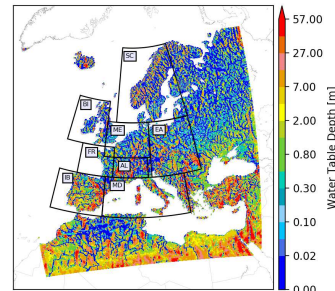 SC
BI
ME
EA
FR
AL
IB
MD
57.00
27.00
7.00
2.00
0.80
0.30
0.10
0.02
0.00
Water Table Depth [m]